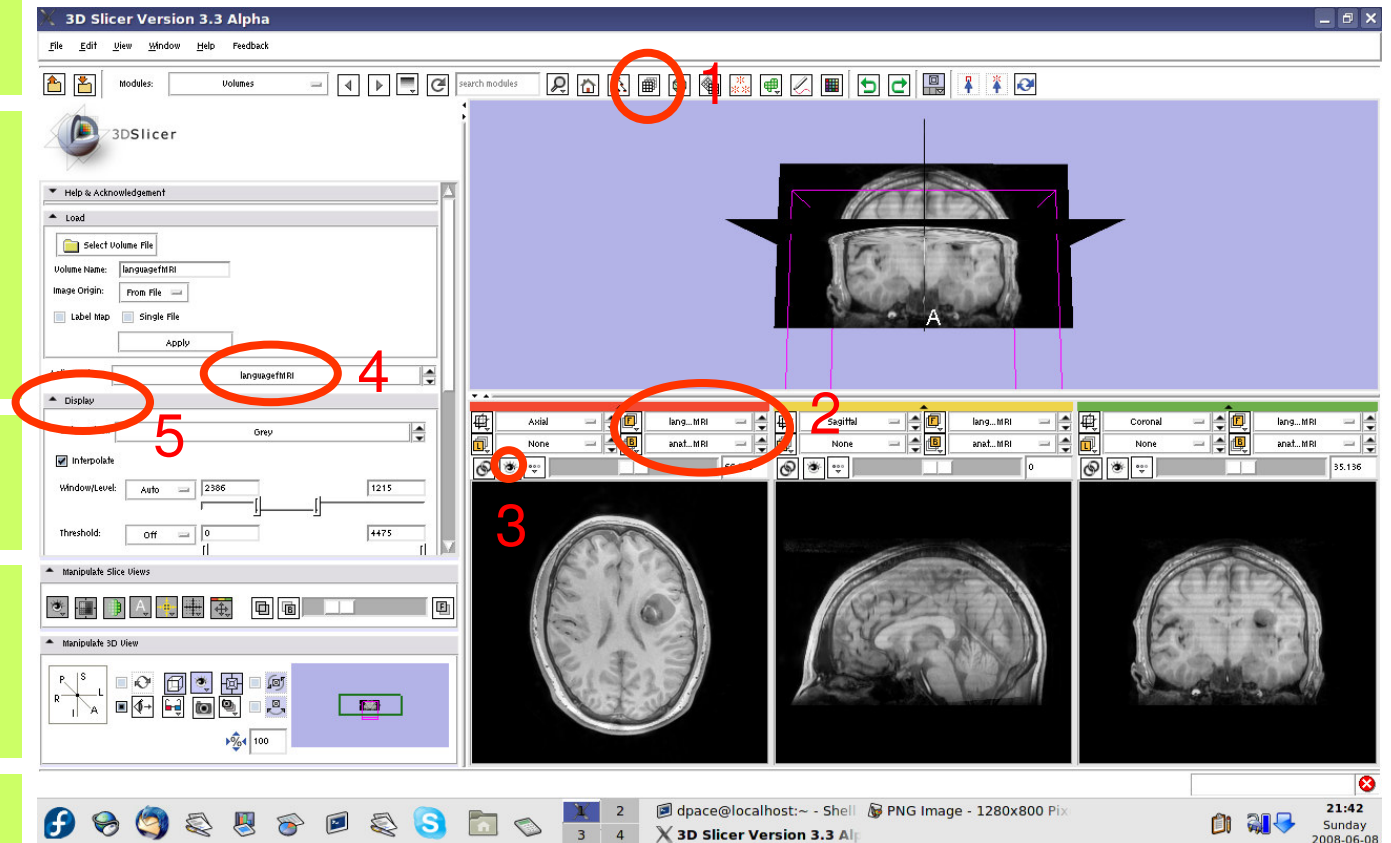 3D Slicer Version 3.3 Alpha
File Edit View Window Help Feedback
Modules: Volumes search modules
1
3DSlicer
Help & Acknowledgement
Load
Select Volume File
Volume Name: languagefMRI
Image Origin: From File
Label Map Single File
Apply
languagefMRI 4
Display
Grey
5
Interpolate
Window/Level: Auto 2386 1215
Threshold: Off 0 4475
Manipulate Slice Views
Manipulate 3D View
P S
R L
I A
100
A
Axial lang...MRI
None anat...MRI
2
3
Sagittal lang...MRI
None anat...MRI
0
Coronal lang...MRI
None anat...MRI
35.136
1 2
3 4
dpace@localhost:~ - Shell PNG Image - 1280x800 Pix
3D Slicer Version 3.3 Alp
21:42
Sunday
2008-06-08